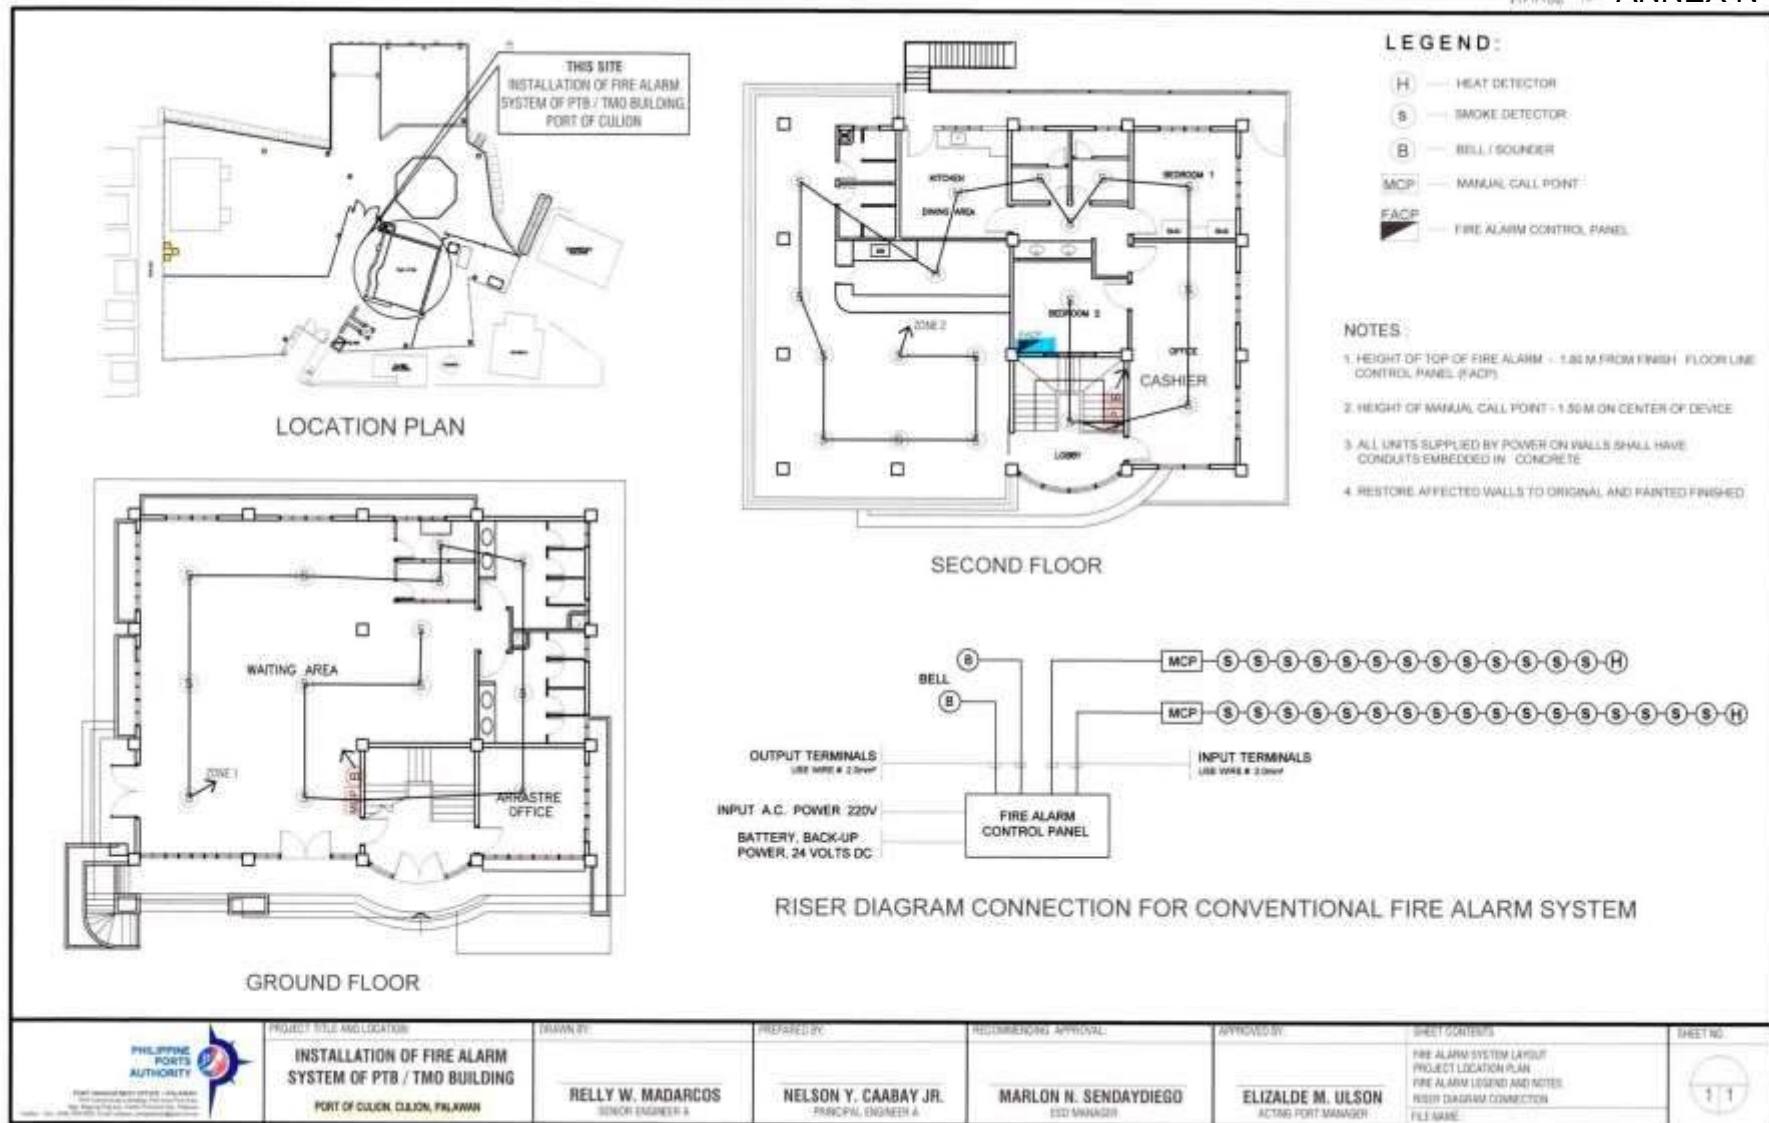 THIS SITE
INSTALLATION OF FIRE ALARM
SYSTEM OF PTB / TMO BUILDING
PORT OF CULION
LOCATION PLAN
KITCHEN
DINING AREA
BEDROOM 1
BEDROOM 2
ZONE 2
FACP
OFFICE
CASHIER
LOBBY
SECOND FLOOR
LEGEND:
H HEAT DETECTOR
S SMOKE DETECTOR
B BELL / SOUNDER
MCP MANUAL CALL POINT
FACP
FIRE ALARM CONTROL PANEL
NOTES :
1. HEIGHT OF TOP OF FIRE ALARM - 1.80 M FROM FINISH FLOOR LINE
CONTROL PANEL (FACP)
2. HEIGHT OF MANUAL CALL POINT - 1.50 M ON CENTER OF DEVICE
3. ALL UNITS SUPPLIED BY POWER ON WALLS SHALL HAVE
CONDUITS EMBEDDED IN CONCRETE
4. RESTORE AFFECTED WALLS TO ORIGINAL AND PAINTED FINISHED
WAITING AREA
ZONE 1
ARRASTRE
OFFICE
GROUND FLOOR
B
BELL
B
MCP S S S S S S S S S S S S S H
MCP S S S S S S S S S S S S S S S S S H
OUTPUT TERMINALS
USE WIRE # 2.0mm²
INPUT TERMINALS
USE WIRE # 2.0mm²
INPUT A.C. POWER 220V
BATTERY, BACK-UP
POWER, 24 VOLTS DC
FIRE ALARM
CONTROL PANEL
RISER DIAGRAM CONNECTION FOR CONVENTIONAL FIRE ALARM SYSTEM
PHILIPPINE
PORTS
AUTHORITY
PROJECT TITLE AND LOCATION:
INSTALLATION OF FIRE ALARM
SYSTEM OF PTB / TMO BUILDING
PORT OF CULION, CULION, PALAWAN
DRAWN BY:
RELLY W. MADARCOS
SENIOR ENGINEER A
PREPARED BY:
NELSON Y. CAABAY JR.
PRINCIPAL ENGINEER A
RECOMMENDING APPROVAL:
MARLON N. SENDAYDIEGO
ESD MANAGER
APPROVED BY:
ELIZALDE M. ULSON
ACTING PORT MANAGER
SHEET CONTENTS
FIRE ALARM SYSTEM LAYOUT
PROJECT LOCATION PLAN
FIRE ALARM LEGEND AND NOTES
RISER DIAGRAM CONNECTION
FILE NAME
SHEET NO.
1 1